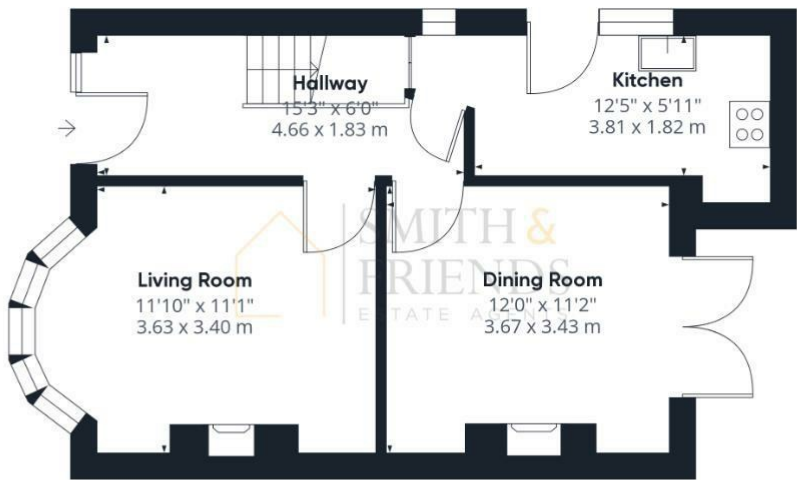 Hallway
15'3" x 6'0"
4.66 x 1.83 m
Kitchen
12'5" x 5'11"
3.81 x 1.82 m
SMITH &
FRIENDS
ESTATE AGENTS
Living Room
11'10" x 11'1"
3.63 x 3.40 m
Dining Room
12'0" x 11'2"
3.67 x 3.43 m